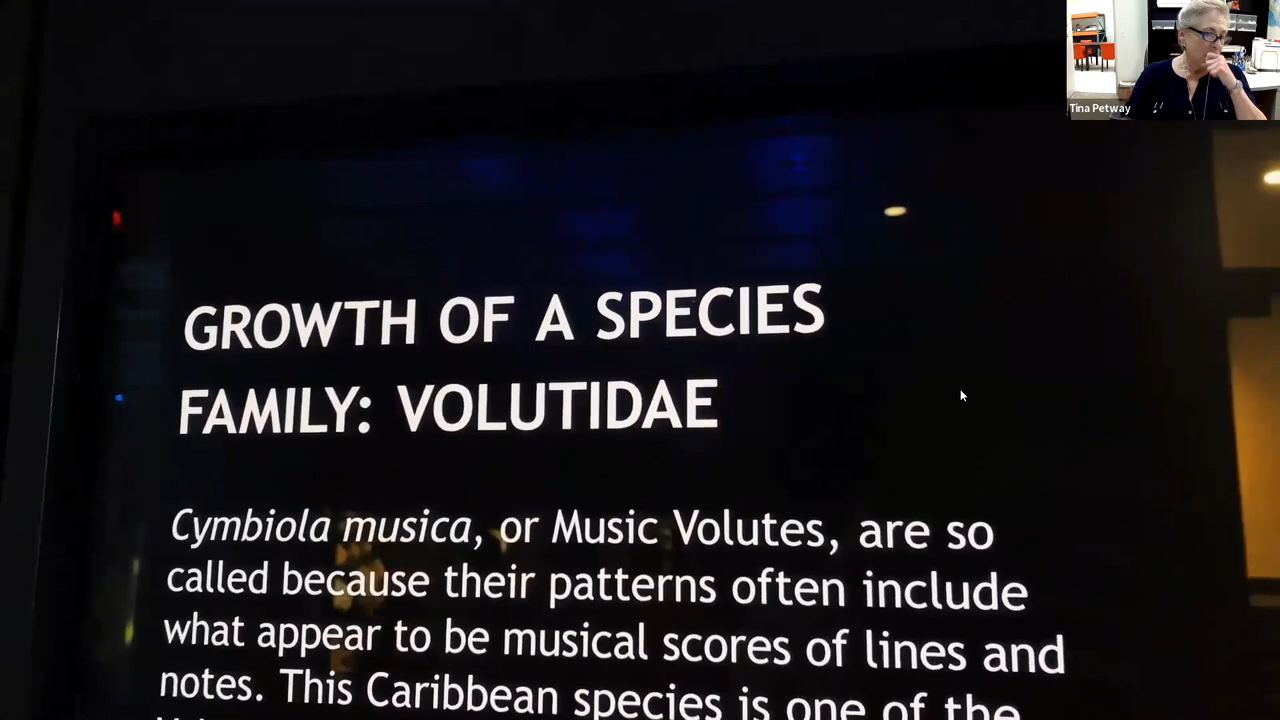 Tina Petway
GROWTH OF A SPECIES
FAMILY: VOLUTIDAE
Cymbiola musica, or Music Volutes, are so
called because their patterns often include
what appear to be musical scores of lines and
notes. This Caribbean species is one of the